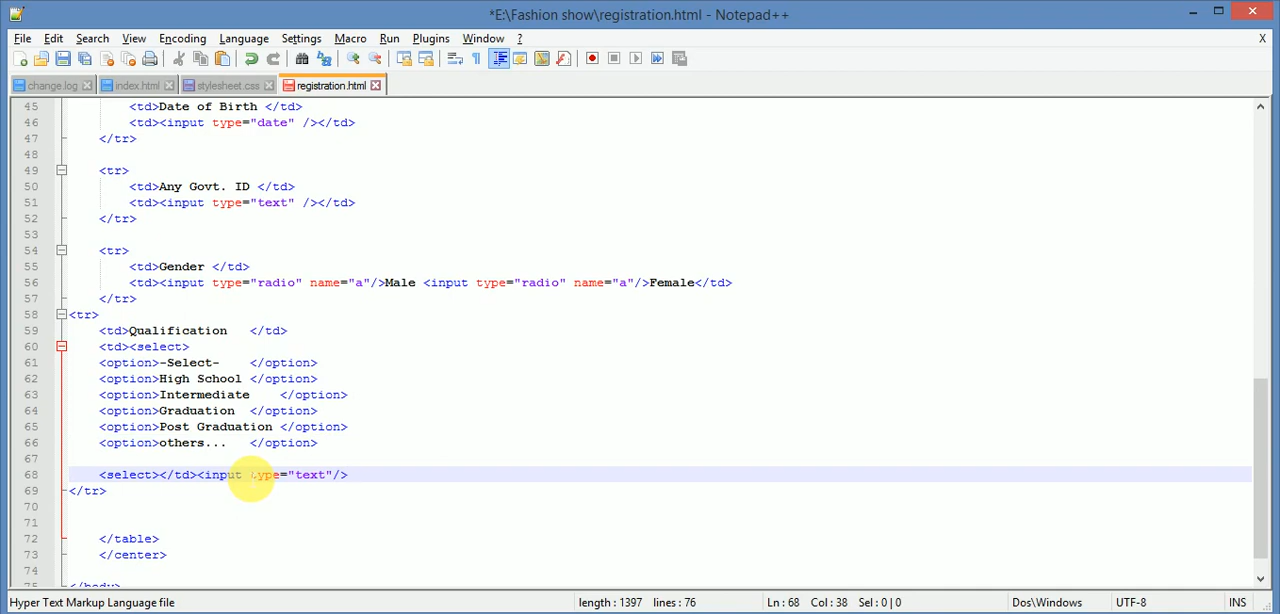 *E:\Fashion show\registration.html - Notepad++
File Edit Search View Encoding Language Settings Macro Run Plugins Window ? X
change.log index.html stylesheet.css registration.html
45 <td>Date of Birth </td>
46 <td><input type="date" /></td>
47 </tr>
48
49 <tr>
50 <td>Any Govt. ID </td>
51 <td><input type="text" /></td>
52 </tr>
53
54 <tr>
55 <td>Gender </td>
56 <td><input type="radio" name="a"/>Male <input type="radio" name="a"/>Female</td>
57 </tr>
58 <tr>
59 <td>Qualification </td>
60 <td><select>
61 <option>-Select- </option>
62 <option>High School </option>
63 <option>Intermediate </option>
64 <option>Graduation </option>
65 <option>Post Graduation </option>
66 <option>others... </option>
67
68 <select></td><input type="text"/>
69 </tr>
70
71
72 </table>
73 </center>
74
75 </body>
Hyper Text Markup Language file length : 1397 lines : 76 Ln : 68 Col : 38 Sel : 0 | 0 Dos\Windows UTF-8 INS